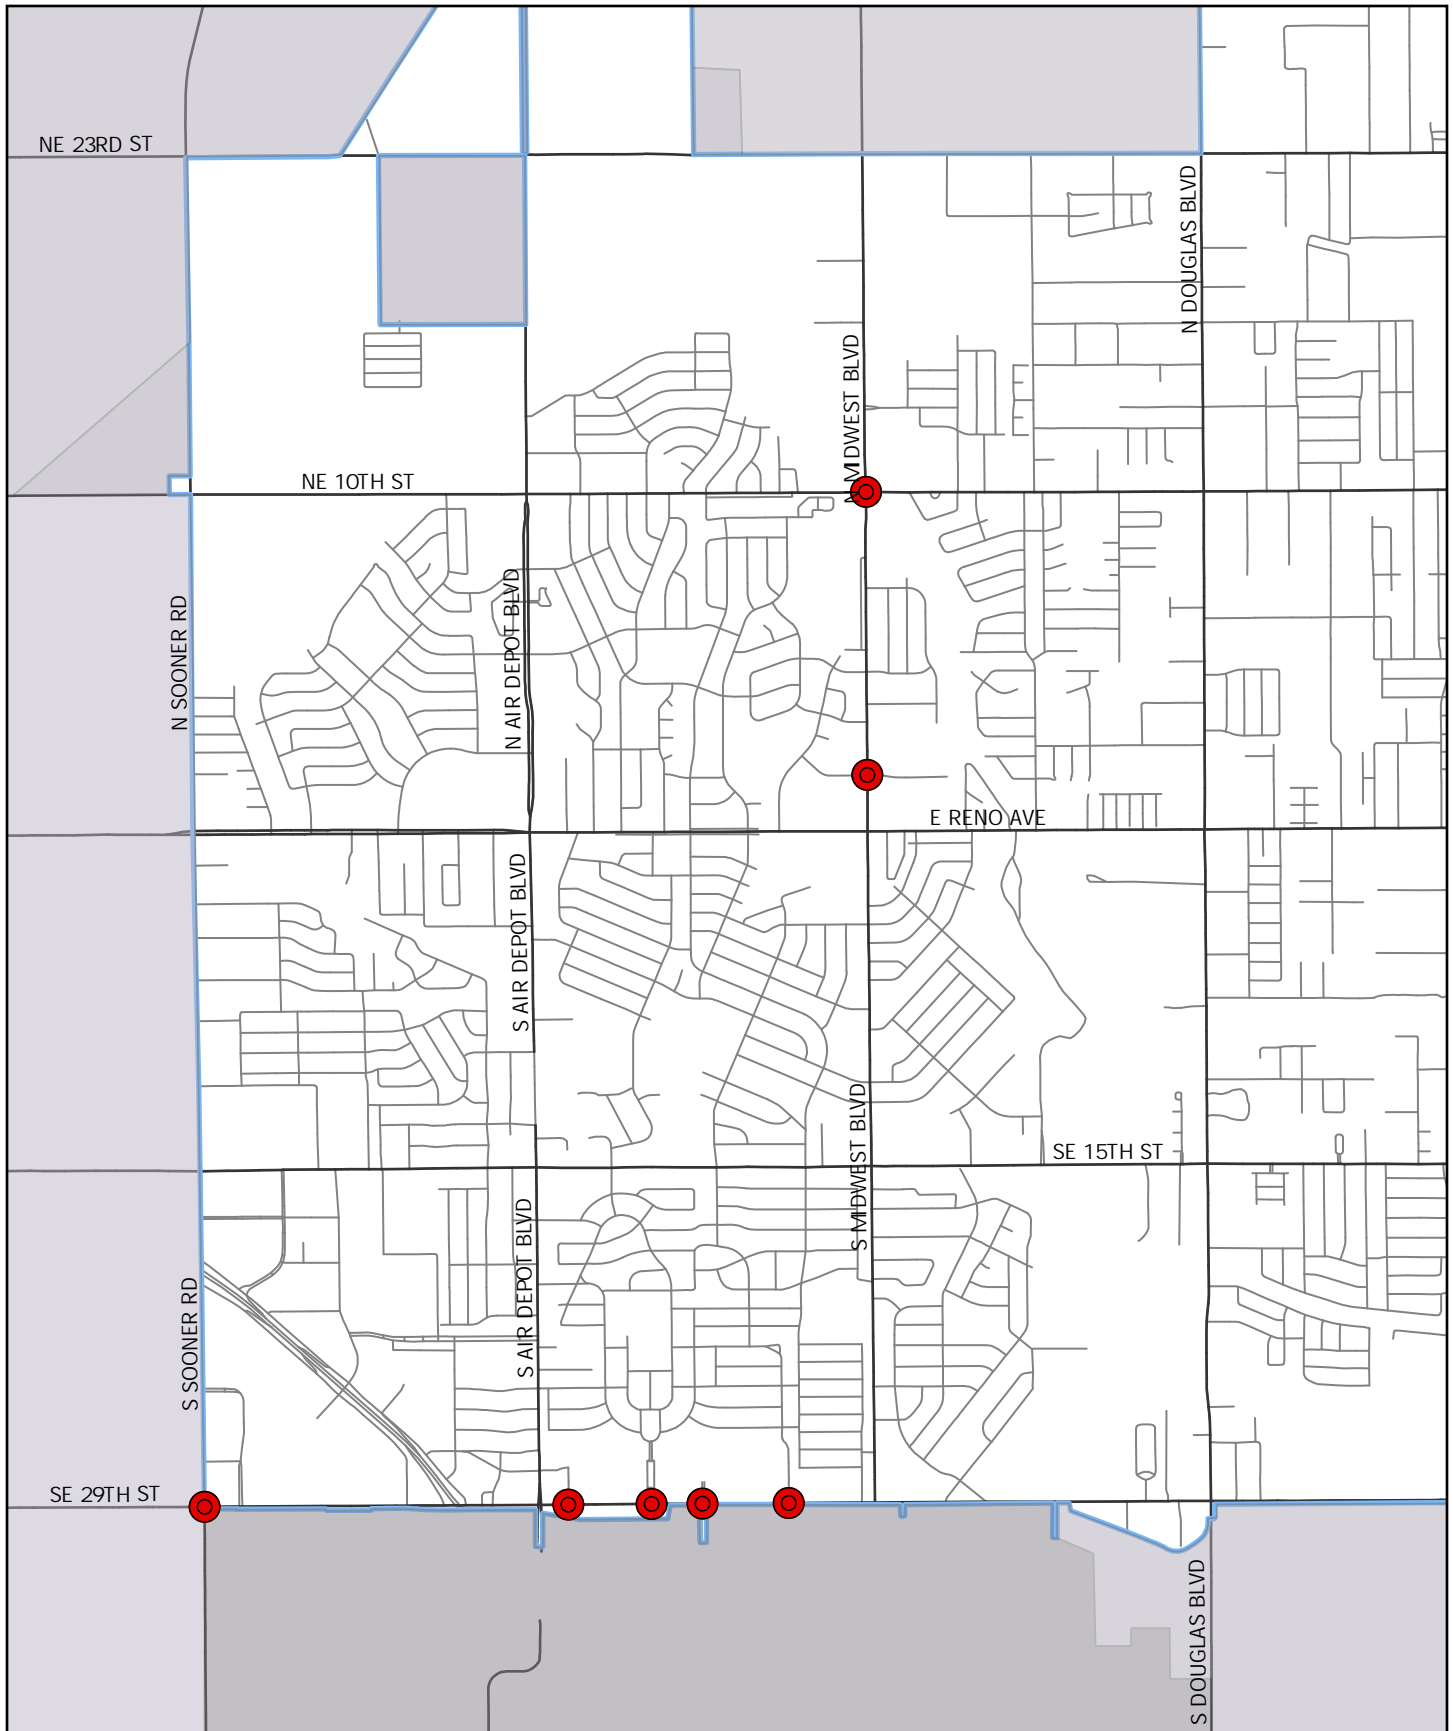 NE 23RD ST
N DOUGLAS BLVD
N MIDWEST BLVD
NE 10TH ST
N SOONER RD
N AIR DEPOT BLVD
E RENO AVE
S AIR DEPOT BLVD
S MIDWEST BLVD
SE 15TH ST
S AIR DEPOT BLVD
S SOONER RD
SE 29TH ST
S DOUGLAS BLVD